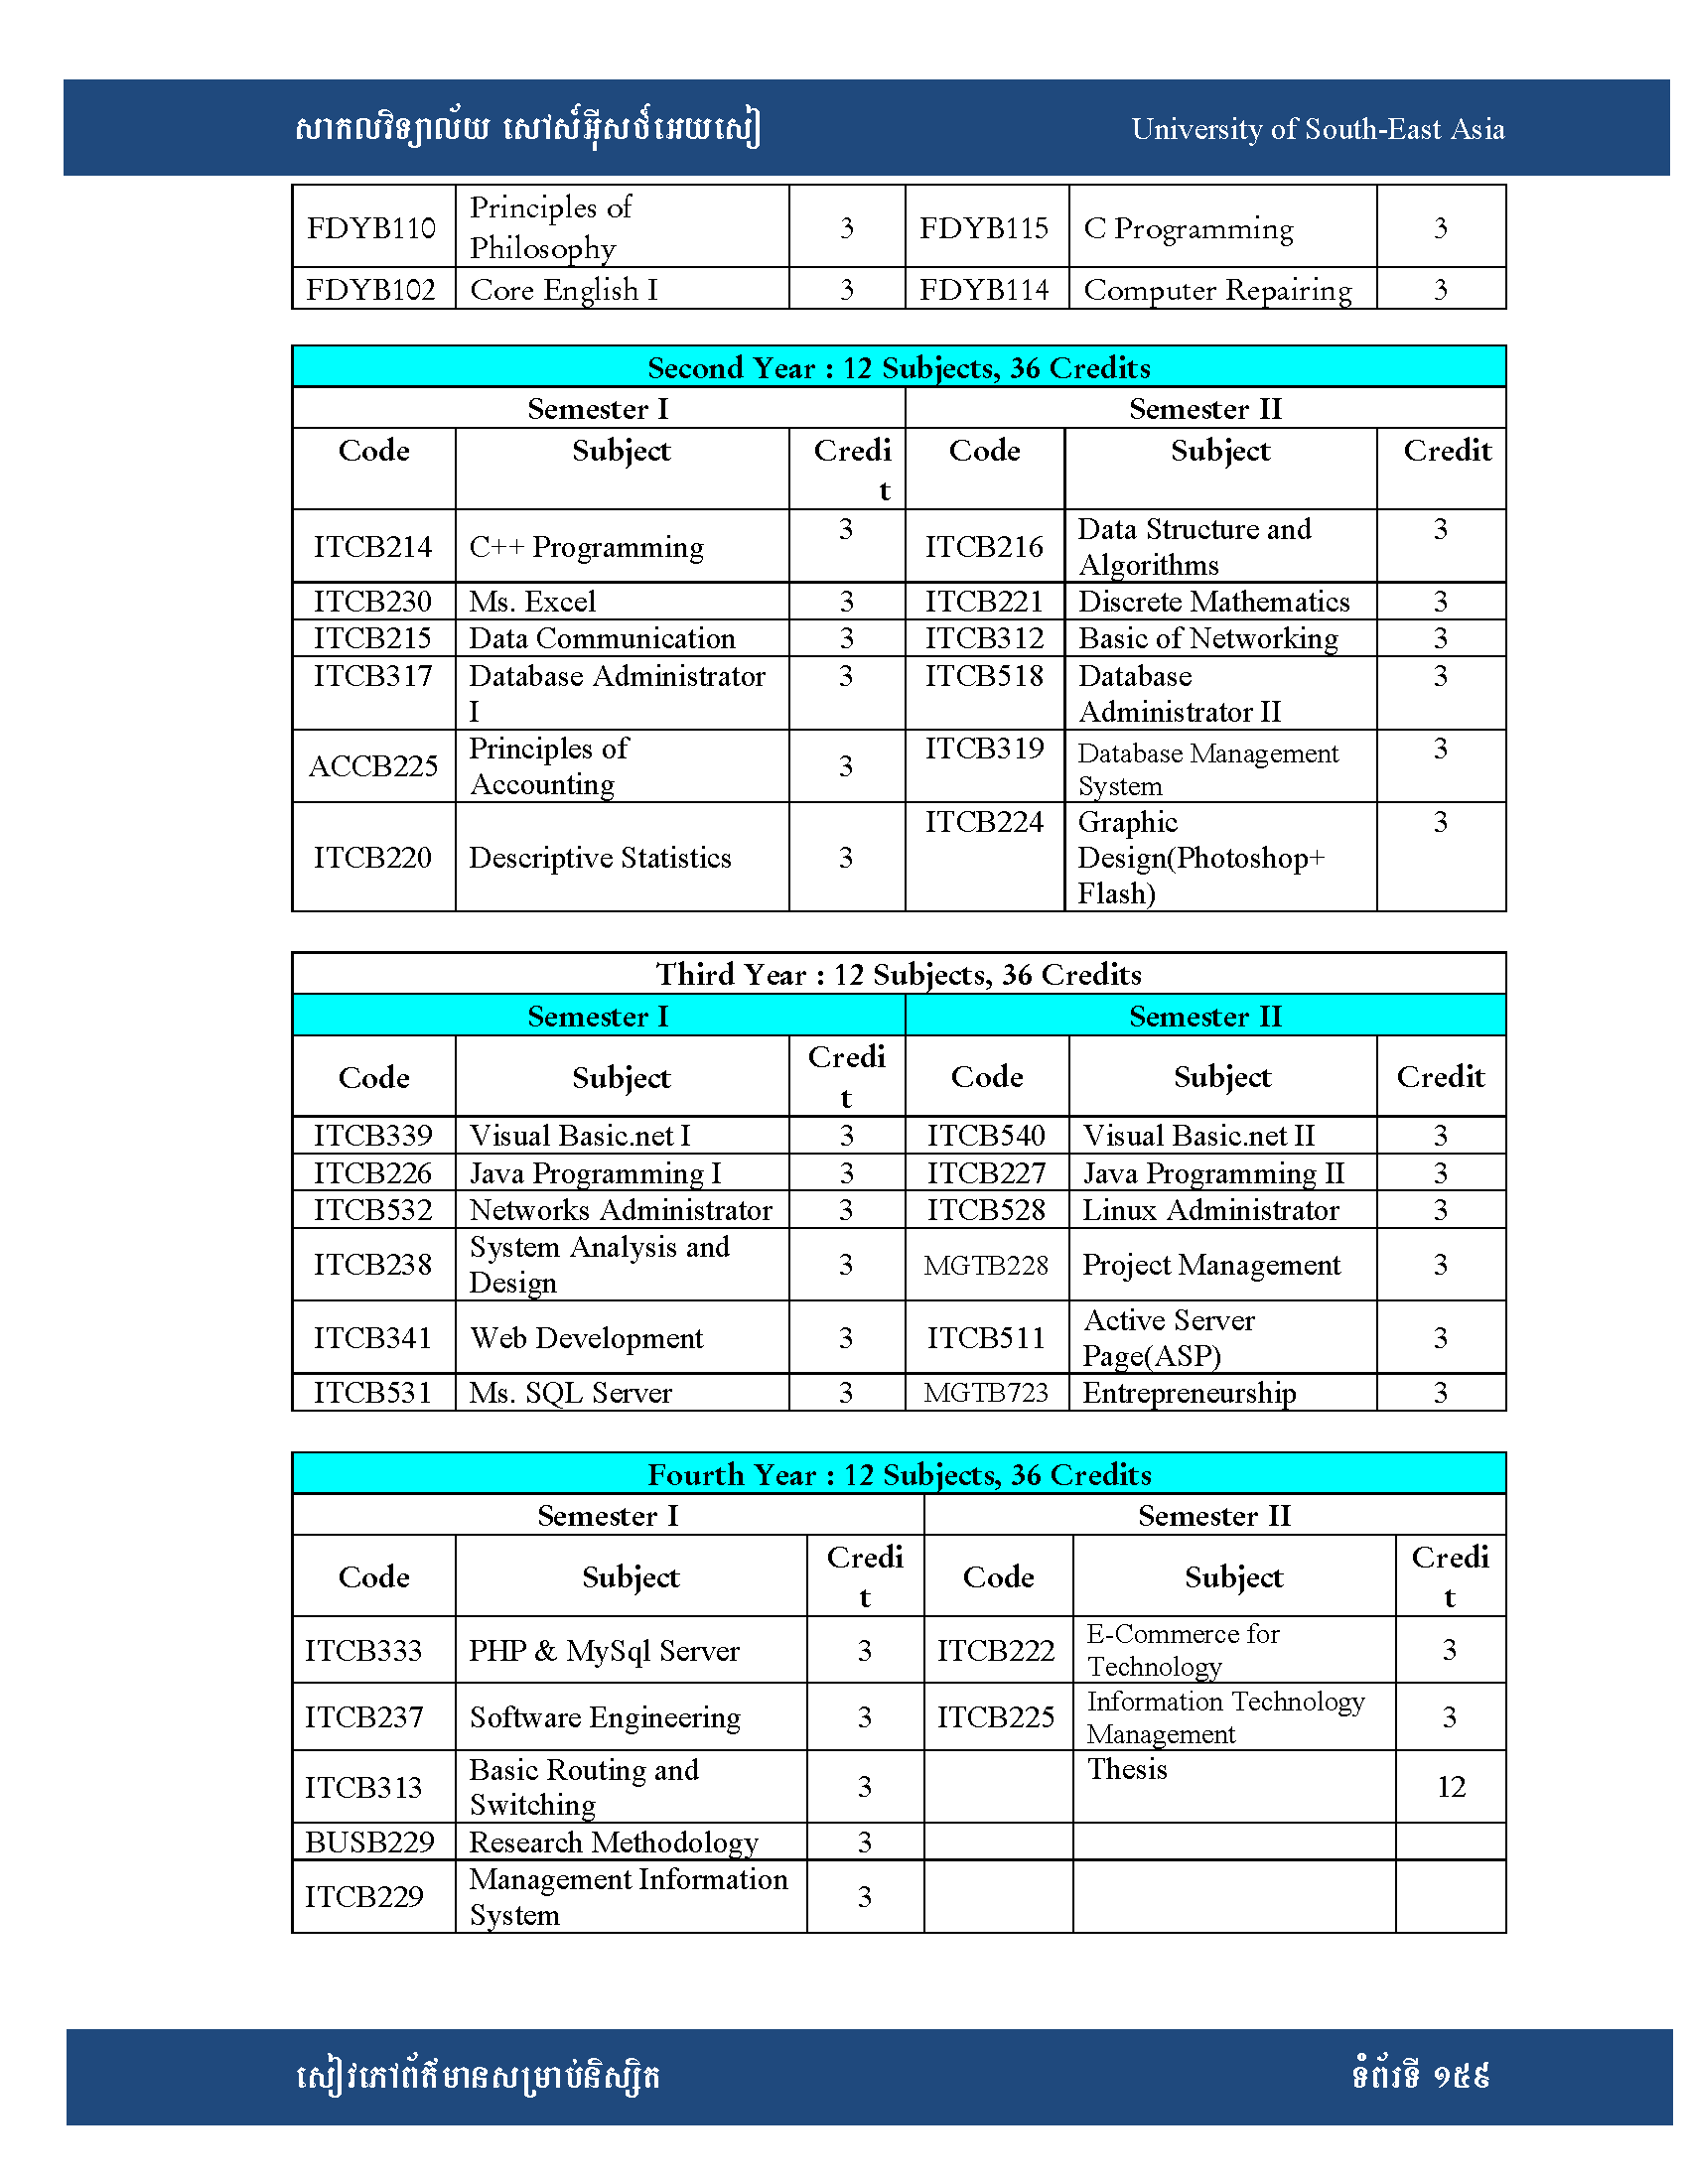 សាកលវិទ្យាល័យ សៅស៍អ៊ីសថ៍អេយសៀ University of South-East Asia
FDYB110 Principles of Philosophy 3 FDYB115 C Programming 3
FDYB102 Core English I 3 FDYB114 Computer Repairing 3
Second Year : 12 Subjects, 36 Credits
Semester I Semester II
Code Subject Credit Code Subject Credit
ITCB214 C++ Programming 3 ITCB216 Data Structure and Algorithms 3
ITCB230 Ms. Excel 3 ITCB221 Discrete Mathematics 3
ITCB215 Data Communication 3 ITCB312 Basic of Networking 3
ITCB317 Database Administrator I 3 ITCB518 Database Administrator II 3
ACCB225 Principles of Accounting 3 ITCB319 Database Management System 3
ITCB220 Descriptive Statistics 3 ITCB224 Graphic Design(Photoshop+ Flash) 3
Third Year : 12 Subjects, 36 Credits
Semester I Semester II
Code Subject Credit Code Subject Credit
ITCB339 Visual Basic.net I 3 ITCB540 Visual Basic.net II 3
ITCB226 Java Programming I 3 ITCB227 Java Programming II 3
ITCB532 Networks Administrator 3 ITCB528 Linux Administrator 3
ITCB238 System Analysis and Design 3 MGTB228 Project Management 3
ITCB341 Web Development 3 ITCB511 Active Server Page(ASP) 3
ITCB531 Ms. SQL Server 3 MGTB723 Entrepreneurship 3
Fourth Year : 12 Subjects, 36 Credits
Semester I Semester II
Code Subject Credit Code Subject Credit
ITCB333 PHP & MySql Server 3 ITCB222 E-Commerce for Technology 3
ITCB237 Software Engineering 3 ITCB225 Information Technology Management 3
ITCB313 Basic Routing and Switching 3 Thesis 12
BUSB229 Research Methodology 3
ITCB229 Management Information System 3
សៀវភៅព័ត៌មានសម្រាប់និស្សិត ទំព័រទី ១៥៩